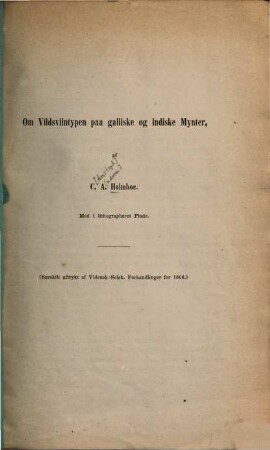 Om Vildsviintypen paa galliske og indiske Mynter,
C. A. Holmboe.
Med 1 lithographeret Plade.
(Særskilt aftrykt af Vidensk.-Selsk. Forhandlinger for 1868.)